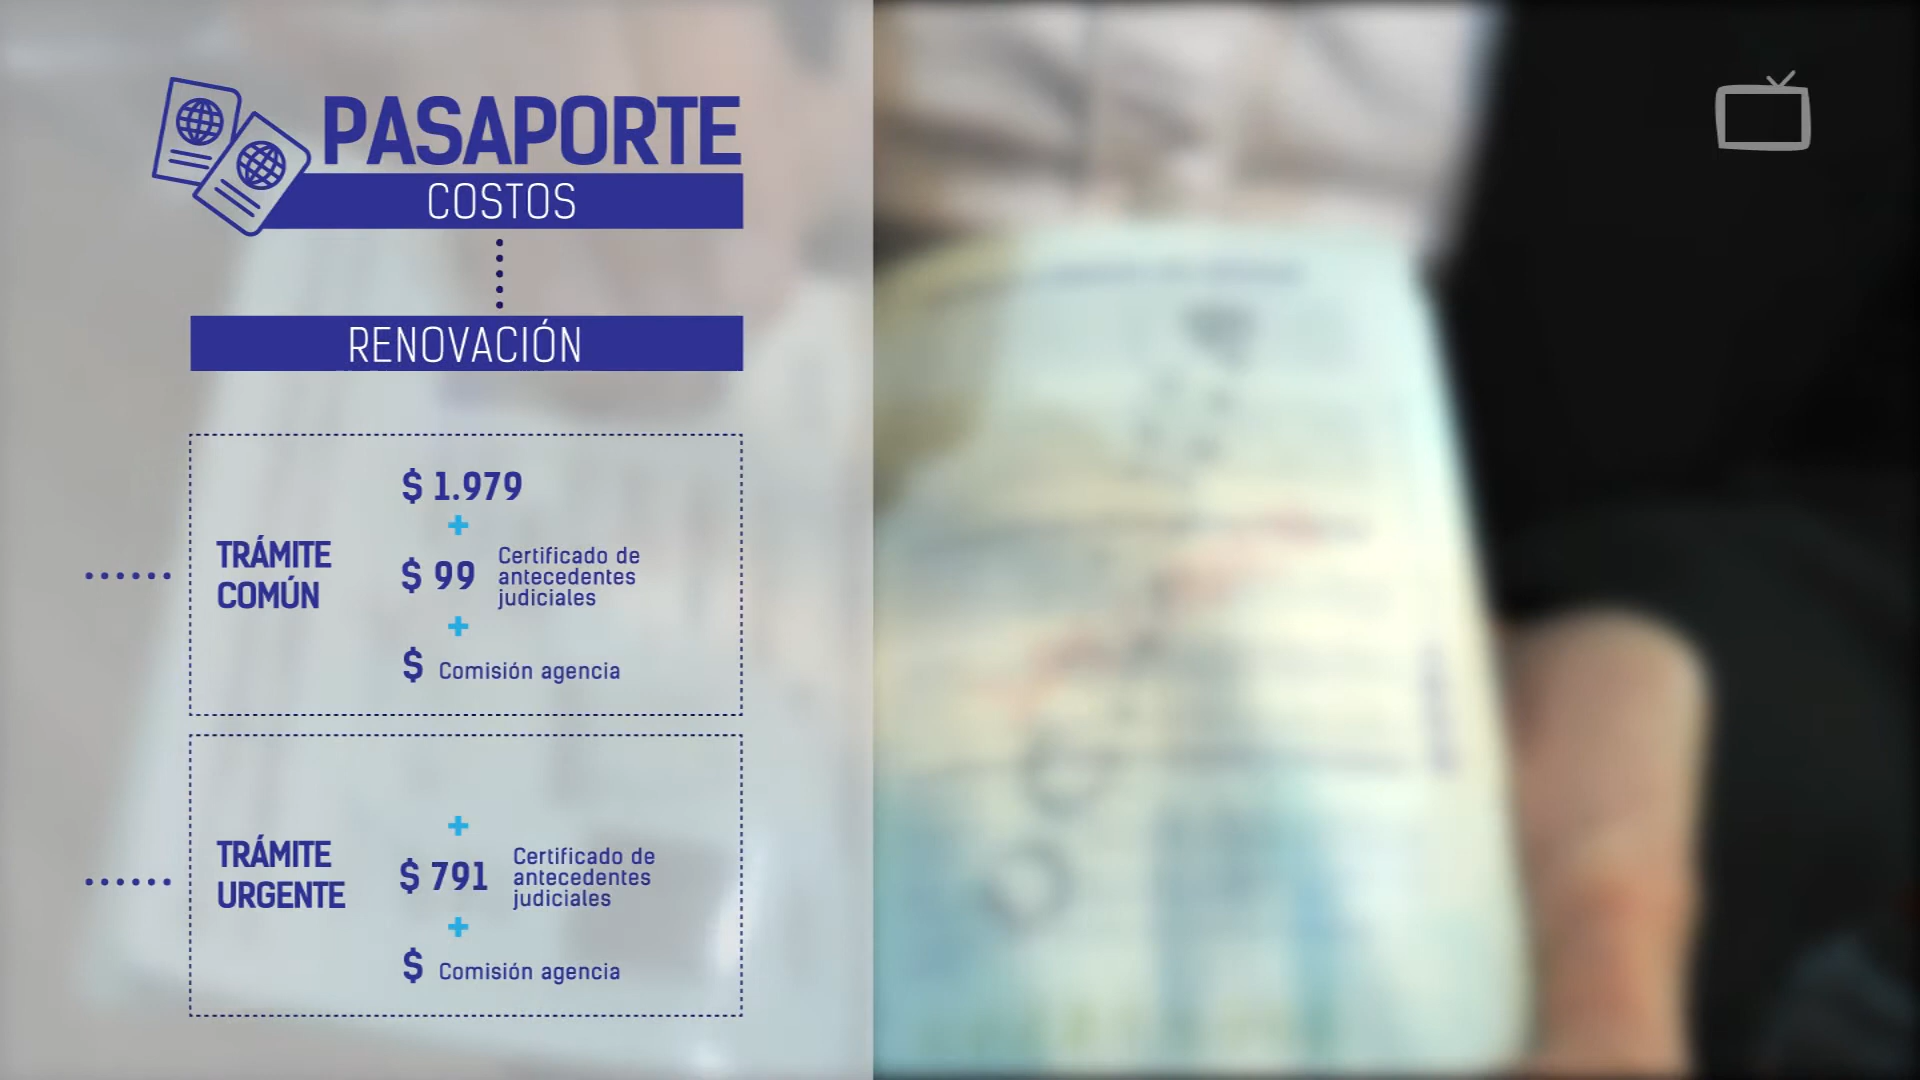 PASAPORTE
COSTOS
RENOVACIÓN
TRÁMITE
COMÚN
$ 1.979
+
$ 99 Certificado de
antecedentes
judiciales
+
$ Comisión agencia
TRÁMITE
URGENTE
+
$ 791 Certificado de
antecedentes
judiciales
+
$ Comisión agencia